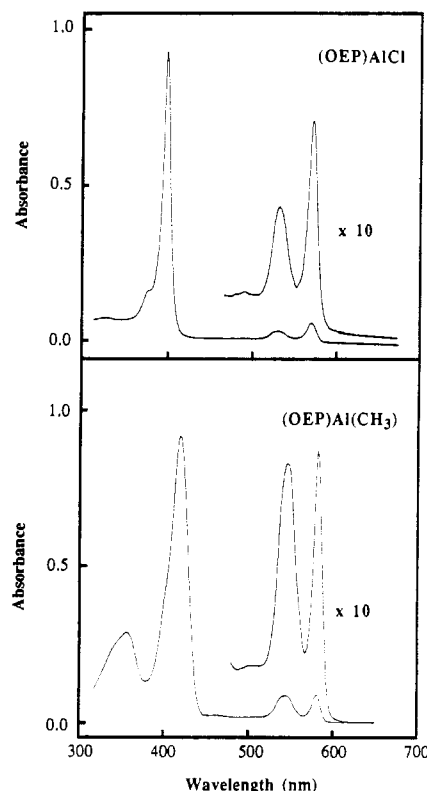 1.0
(OEP)AlCl
Absorbance
0.5
x 10
0.0
1.0
(OEP)Al(CH₃)
Absorbance
0.5
x 10
0.0
300 400 500 600 700
Wavelength (nm)